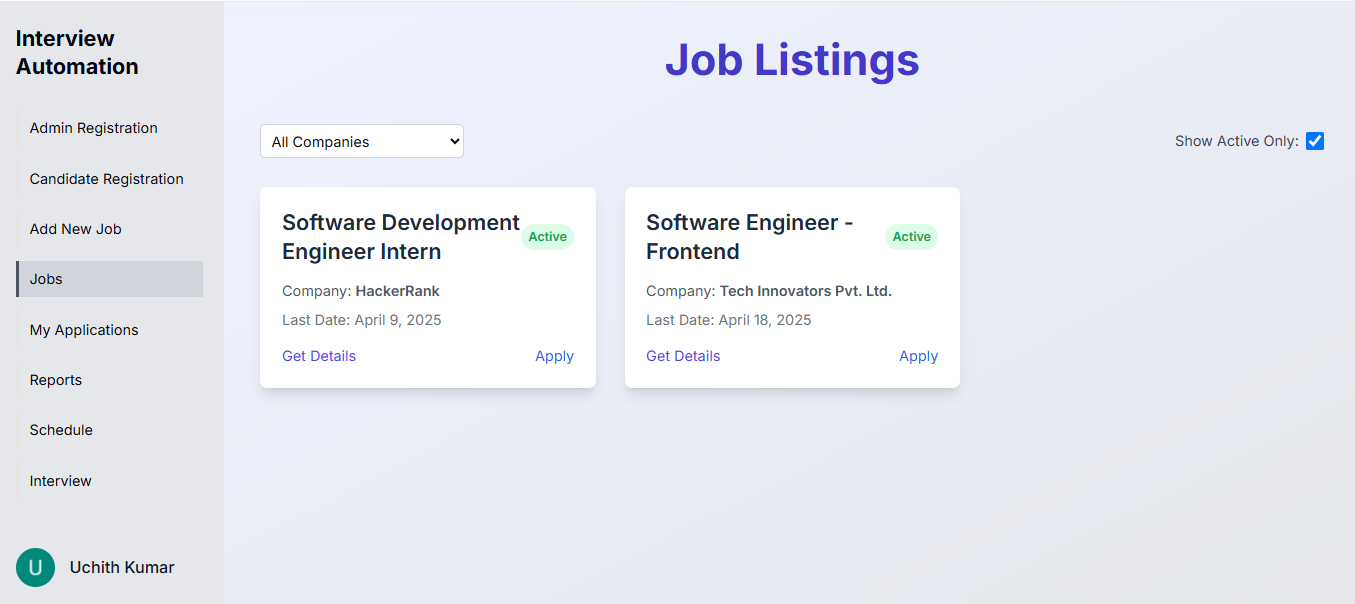 Interview
Automation
Admin Registration
Candidate Registration
Add New Job
Jobs
My Applications
Reports
Schedule
Interview
U Uchith Kumar
Job Listings
All Companies
Show Active Only:
Software Development
Engineer Intern
Active
Company: HackerRank
Last Date: April 9, 2025
Get Details Apply
Software Engineer -
Frontend
Active
Company: Tech Innovators Pvt. Ltd.
Last Date: April 18, 2025
Get Details Apply